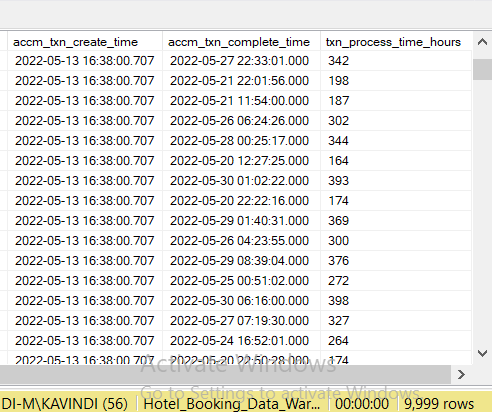 accm_txn_create_time accm_txn_complete_time txn_process_time_hours
2022-05-13 16:38:00.707 2022-05-27 22:33:01.000 342
2022-05-13 16:38:00.707 2022-05-21 22:01:56.000 198
2022-05-13 16:38:00.707 2022-05-21 11:54:00.000 187
2022-05-13 16:38:00.707 2022-05-26 06:24:26.000 302
2022-05-13 16:38:00.707 2022-05-28 00:25:17.000 344
2022-05-13 16:38:00.707 2022-05-20 12:27:25.000 164
2022-05-13 16:38:00.707 2022-05-30 01:02:22.000 393
2022-05-13 16:38:00.707 2022-05-20 22:22:16.000 174
2022-05-13 16:38:00.707 2022-05-29 01:40:31.000 369
2022-05-13 16:38:00.707 2022-05-26 04:23:55.000 300
2022-05-13 16:38:00.707 2022-05-29 08:39:04.000 376
2022-05-13 16:38:00.707 2022-05-25 00:51:02.000 272
2022-05-13 16:38:00.707 2022-05-30 06:16:00.000 398
2022-05-13 16:38:00.707 2022-05-27 07:19:30.000 327
2022-05-13 16:38:00.707 2022-05-24 16:52:01.000 264
2022-05-13 16:38:00.707 2022-05-20 22:50:28.000 174
Activate Windows
Go to Settings to activate Windows.
DI-M\KAVINDI (56) Hotel_Booking_Data_War... 00:00:00 9,999 rows